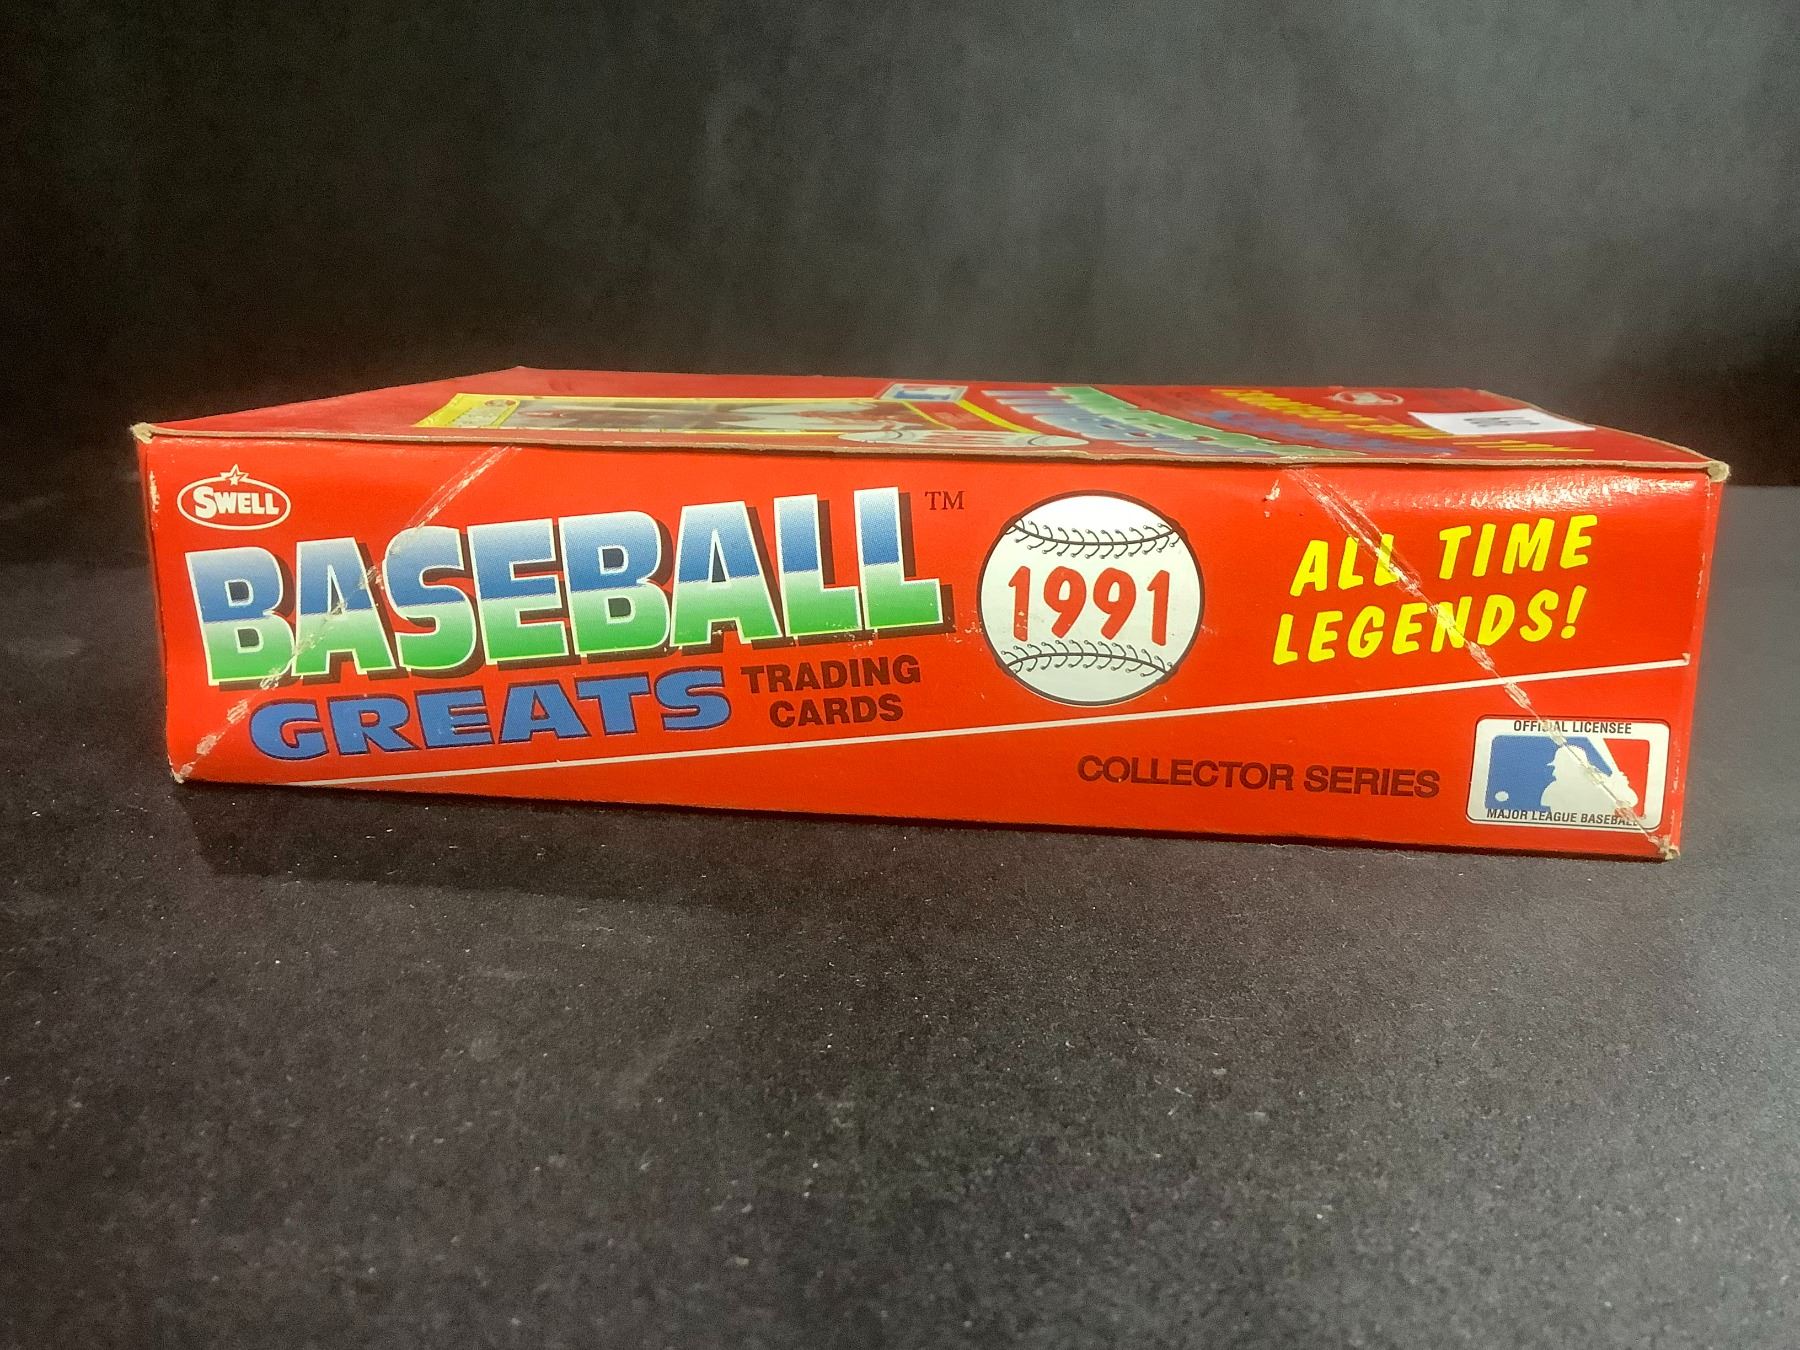 SWELL
BASEBALL™
GREATS
TRADING
CARDS
1991
ALL TIME
LEGENDS!
COLLECTOR SERIES
OFFICIAL LICENSEE
MAJOR LEAGUE BASEBALL